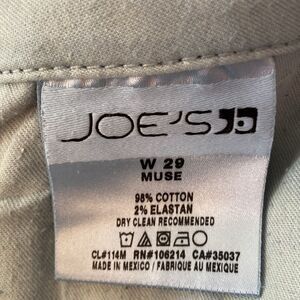 JOE'S
W 29
MUSE
98% COTTON
2% ELASTAN
DRY CLEAN RECOMMENDED
CL#114M RN#106214 CA#35037
MADE IN MEXICO / FABRIQUE AU MEXIQUE